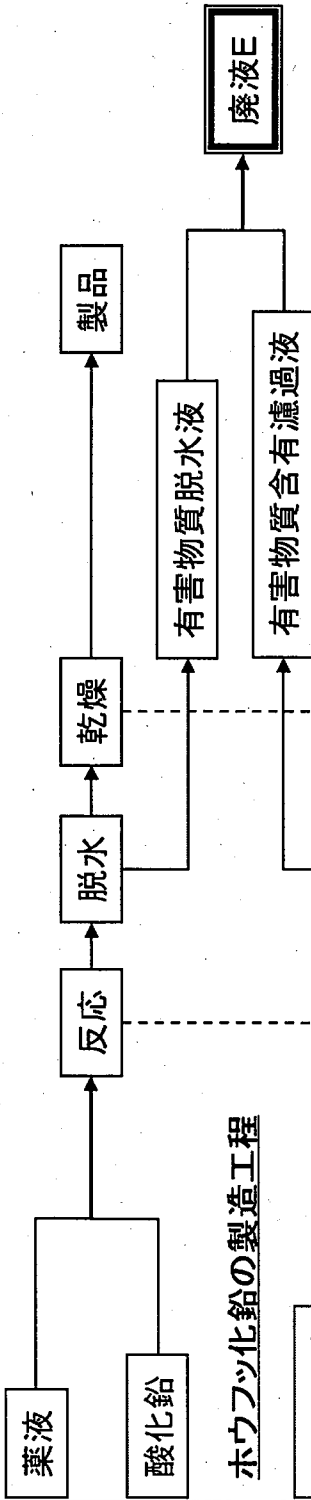 薬液
酸化鉛
反応
脱水
乾燥
製品
有害物質脱水液
有害物質含有濾過液
廃液E
ホウフッ化鉛の製造工程